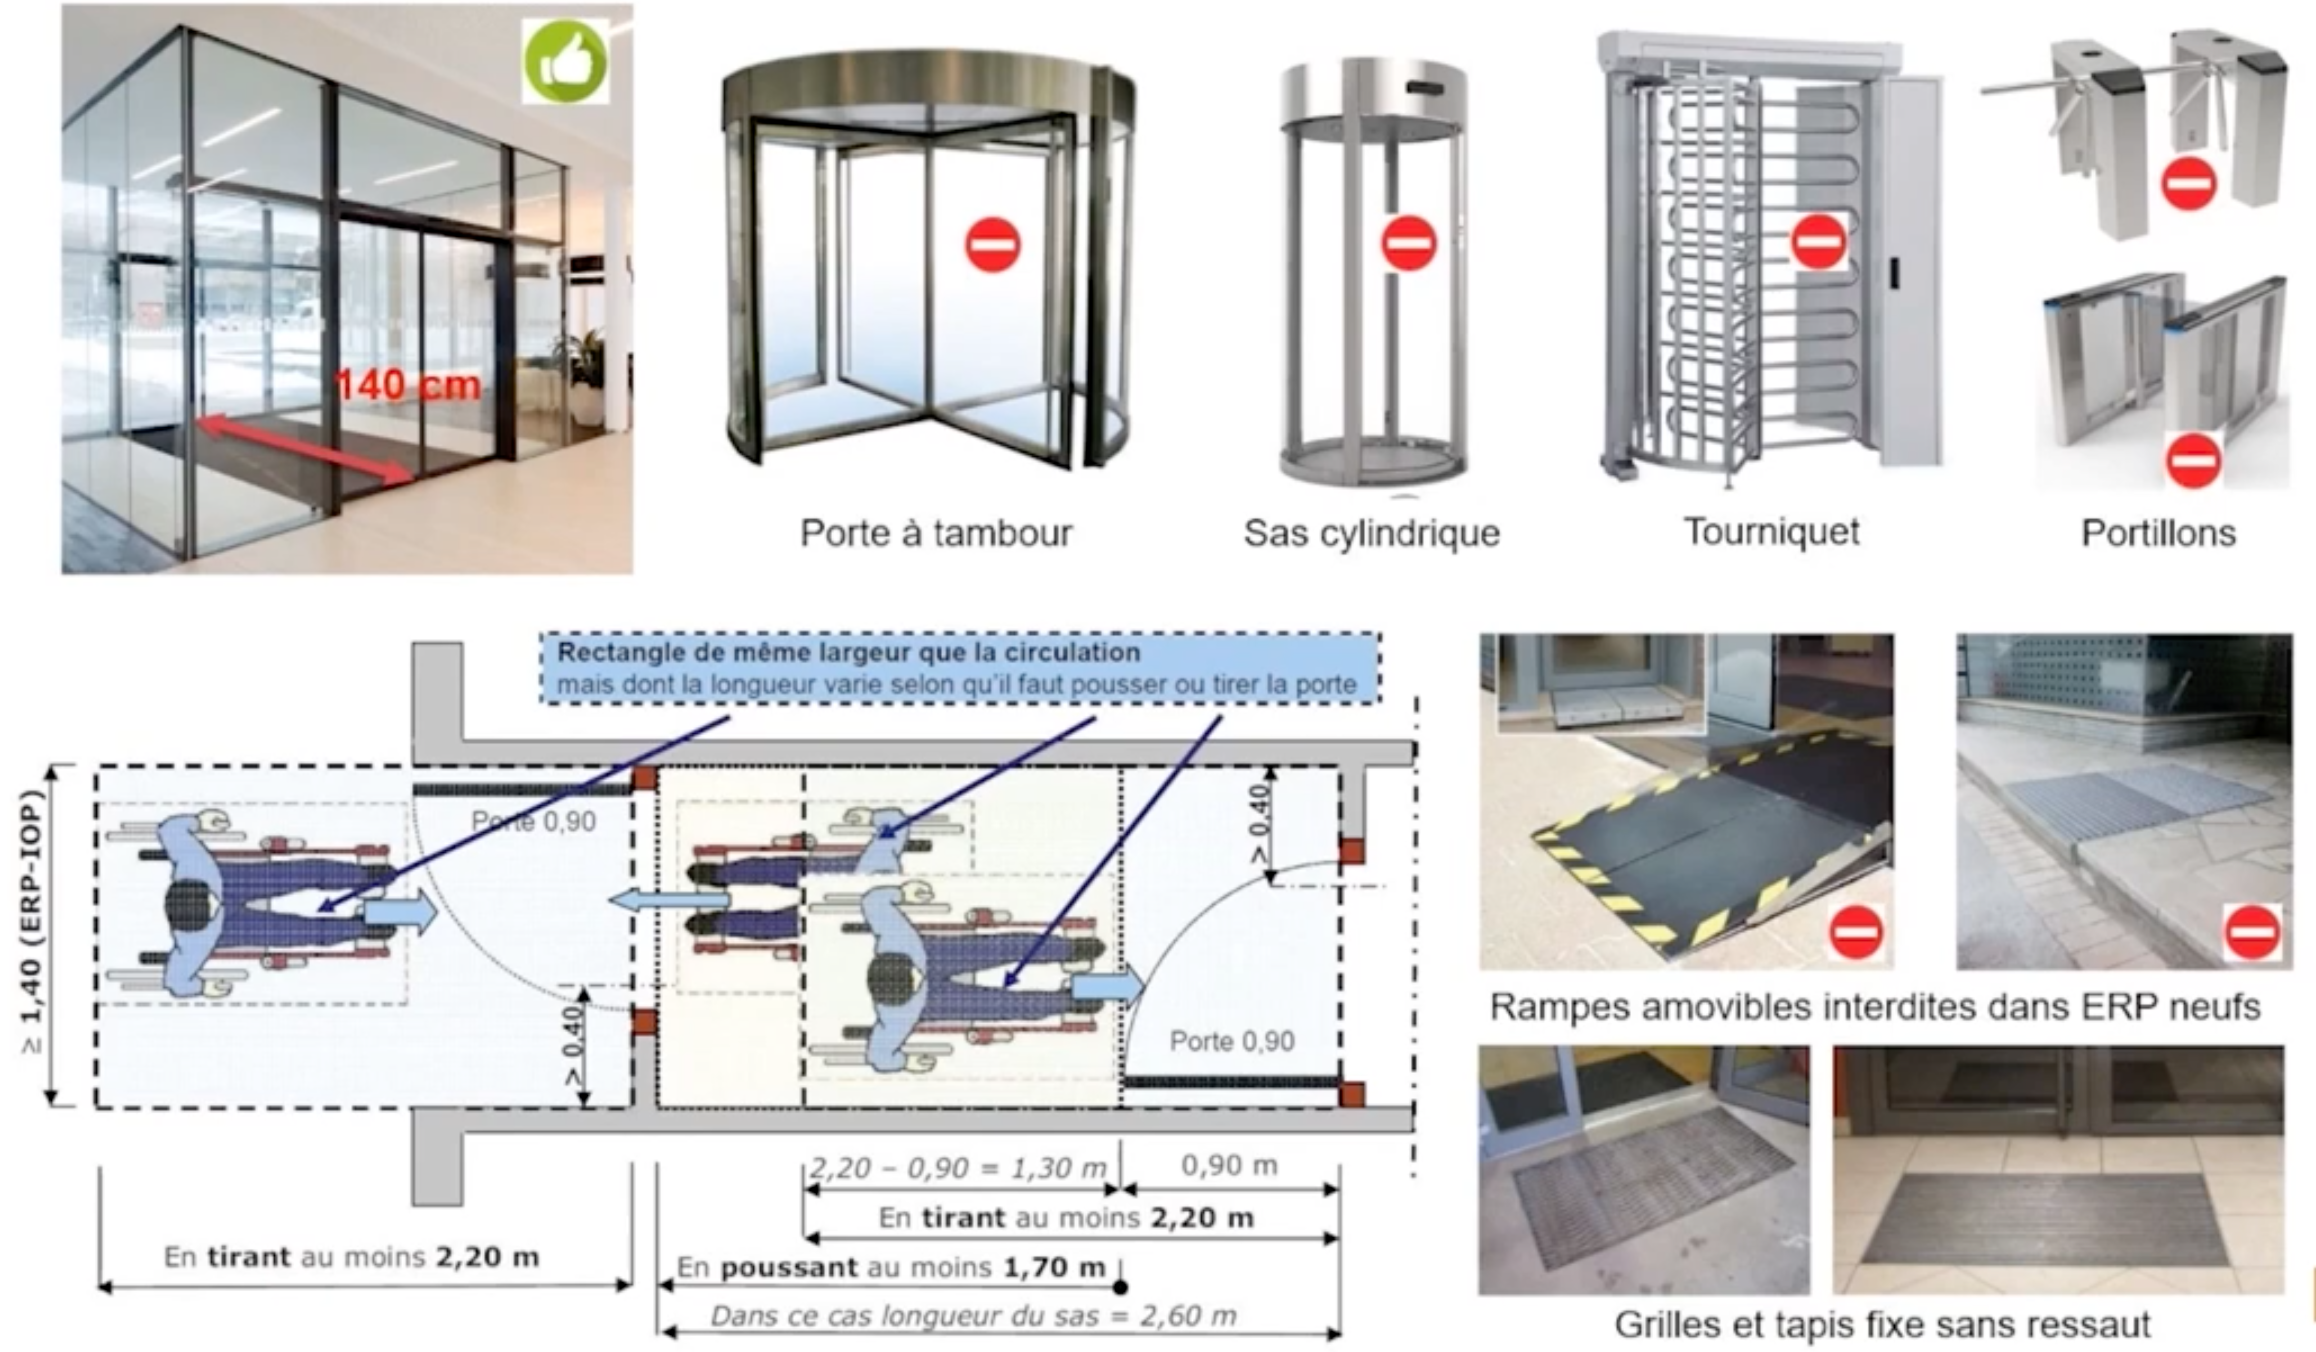 140 cm
Porte à tambour
Sas cylindrique
Tourniquet
Portillons
Rectangle de même largeur que la circulation
mais dont la longueur varie selon qu'il faut pousser ou tirer la porte
≥ 1,40 (ERP-IOP)
Porte 0,90
> 0,40
> 0,40
Porte 0,90
2,20 – 0,90 = 1,30 m
0,90 m
En tirant au moins 2,20 m
En tirant au moins 2,20 m
En poussant au moins 1,70 m
Dans ce cas longueur du sas = 2,60 m
Rampes amovibles interdites dans ERP neufs
Grilles et tapis fixe sans ressaut